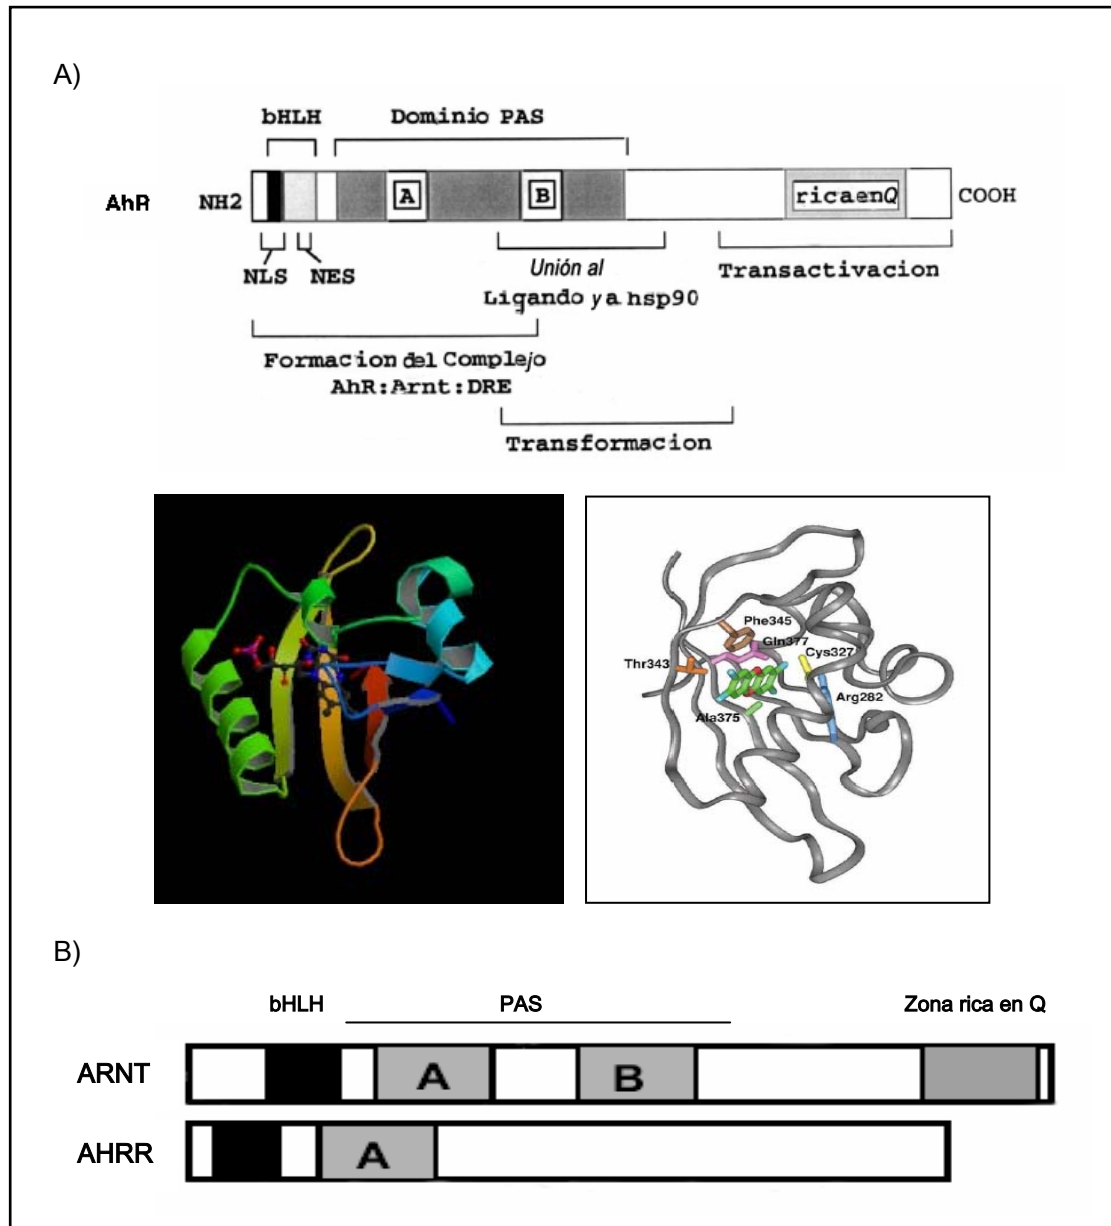 A)
bHLH Dominio PAS
AhR NH2 A B ricaenQ COOH
NLS NES Unión al Transactivacion
Ligando y a hsp90
Formacion del Complejo
AhR:Arnt:DRE
Transformacion
Phe345
Gln377
Thr343 Cys327
Arg282
Ala375
B)
bHLH PAS Zona rica en Q
ARNT A B
AHRR A